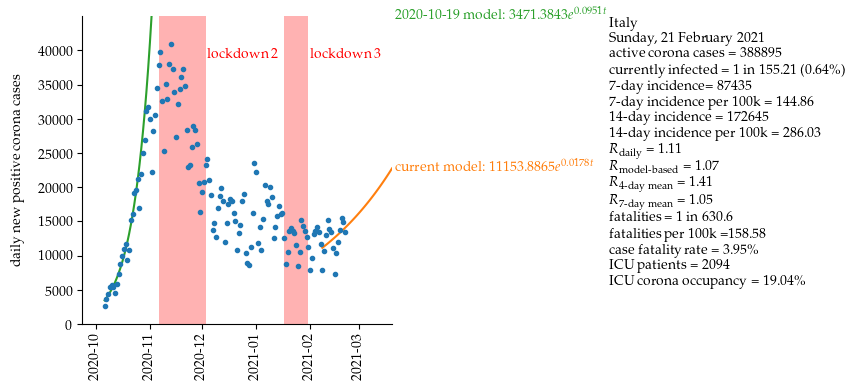 2020-10-19 model: 3471.3843e^0.0951t
Italy
Sunday, 21 February 2021
active corona cases = 388895
currently infected = 1 in 155.21 (0.64%)
7-day incidence= 87435
7-day incidence per 100k = 144.86
14-day incidence = 172645
14-day incidence per 100k = 286.03
R_daily = 1.11
R_model-based = 1.07
R_4-day mean = 1.41
R_7-day mean = 1.05
fatalities = 1 in 630.6
fatalities per 100k =158.58
case fatality rate = 3.95%
ICU patients = 2094
ICU corona occupancy = 19.04%
lockdown 2
lockdown 3
current model: 11153.8865e^0.0178t
daily new positive corona cases
40000
35000
30000
25000
20000
15000
10000
5000
0
2020-10
2020-11
2020-12
2021-01
2021-02
2021-03